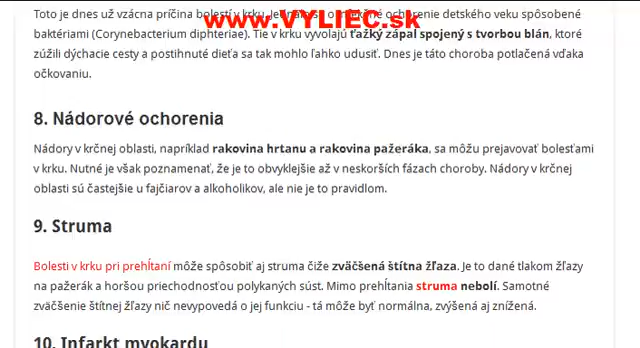 www.VYLIEC.sk
Toto je dnes už vzácna príčina bolestí v krku. ochorenie detského veku spôsobené
baktériami (Corynebacterium diphteriae). Tie v krku vyvolajú ťažký zápal spojený s tvorbou blán, ktoré
zúžili dýchacie cesty a postihnuté dieťa sa tak mohlo ľahko udusiť. Dnes je táto choroba potlačená vďaka
očkovaniu.
8. Nádorové ochorenia
Nádory v krčnej oblasti, napríklad rakovina hrtanu a rakovina pažeráka, sa môžu prejavovať bolesťami
v krku. Nutné je však poznamenať, že je to obvyklejšie až v neskorších fázach choroby. Nádory v krčnej
oblasti sú častejšie u fajčiarov a alkoholikov, ale nie je to pravidlom.
9. Struma
Bolesti v krku pri prehĺtaní môže spôsobiť aj struma čiže zväčšená štítna žľaza. Je to dané tlakom žľazy
na pažerák a horšou priechodnosťou polykaných súst. Mimo prehĺtania struma nebolí. Samotné
zväčšenie štítnej žľazy nič nevypovedá o jej funkciu - tá môže byť normálna, zvýšená aj znížená.
10. Infarkt myokardu